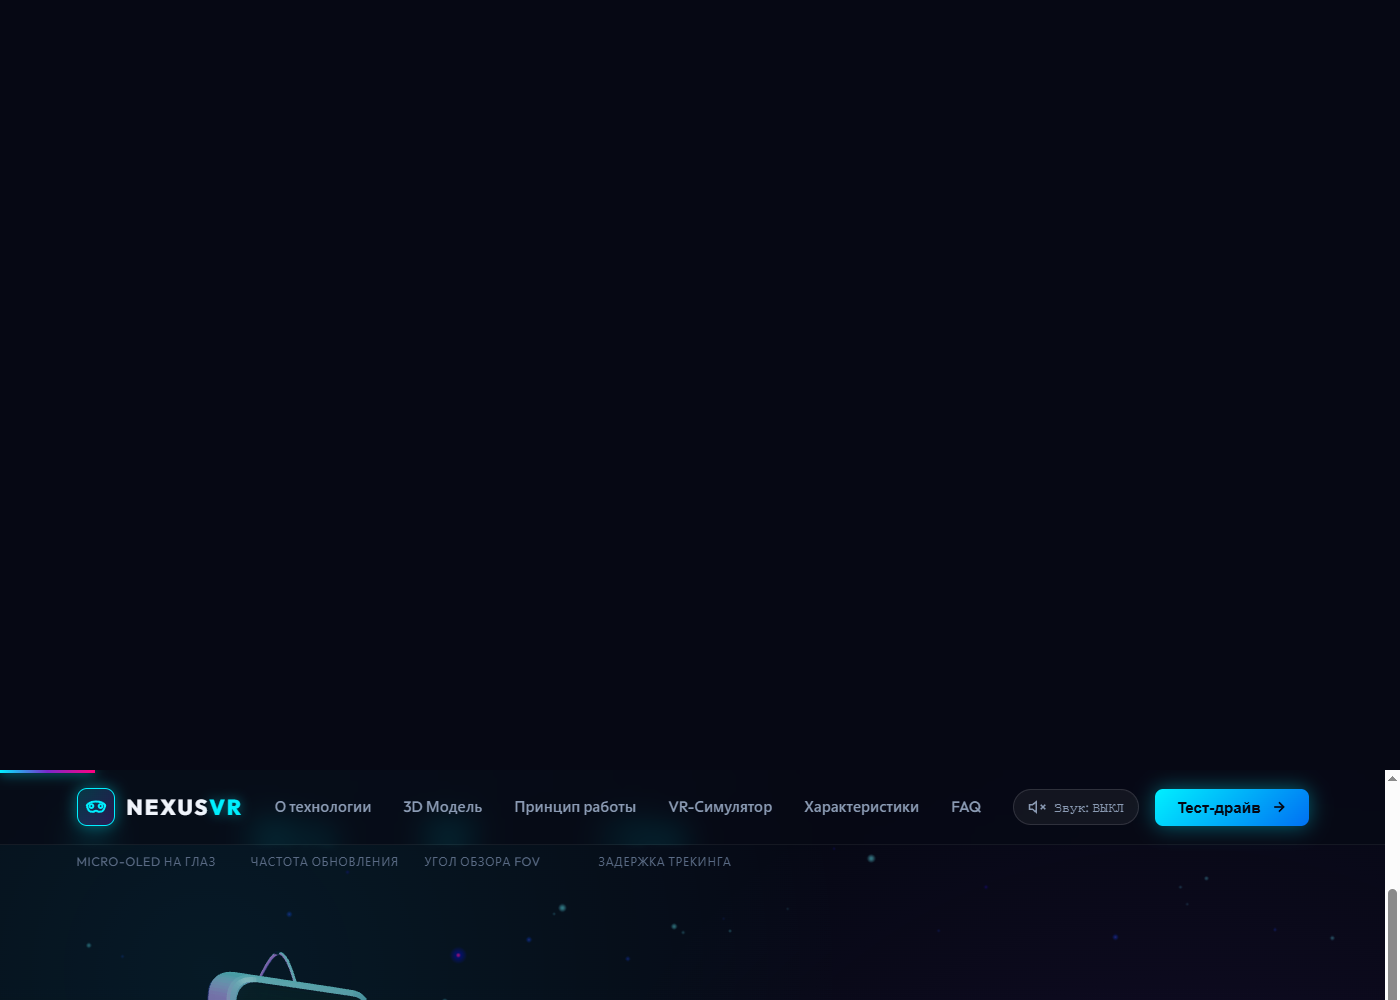 NEXUSVR О технологии 3D Модель Принцип работы VR-Симулятор Характеристики FAQ Звук: ВЫКЛ Тест-драйв →
MICRO-OLED НА ГЛАЗ ЧАСТОТА ОБНОВЛЕНИЯ УГОЛ ОБЗОРА FOV ЗАДЕРЖКА ТРЕКИНГА